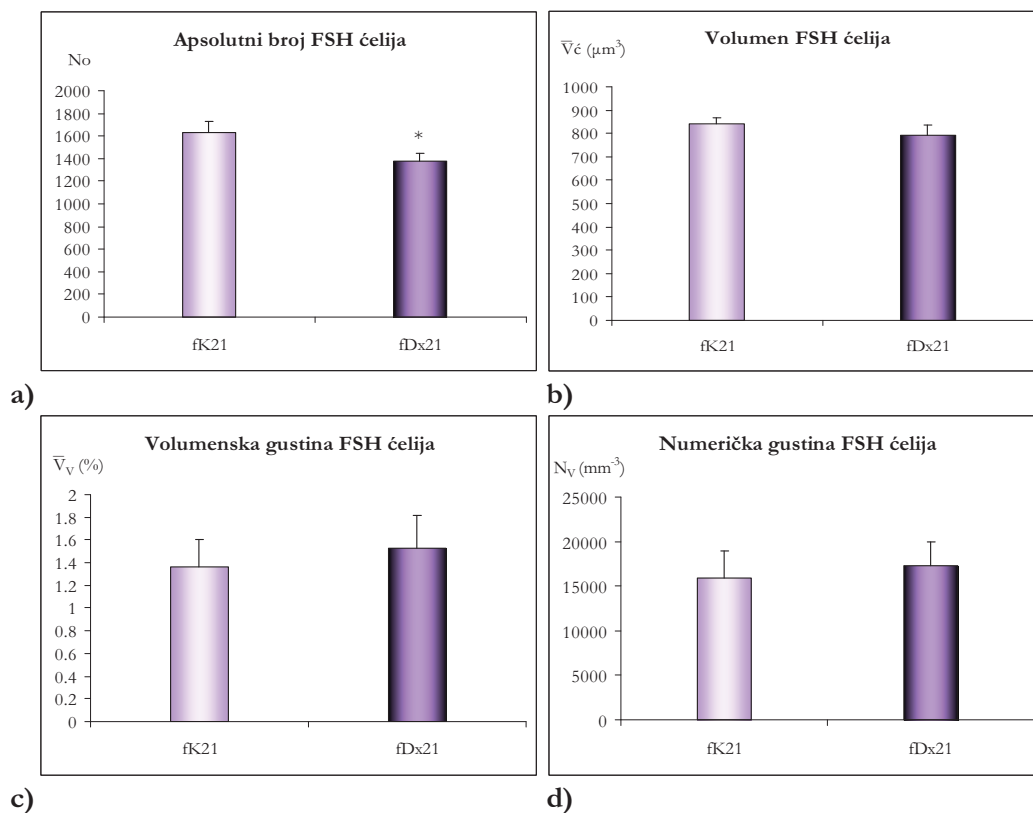 Apsolutni broj FSH ćelija
No
2000
1800
1600
1400
1200
1000
800
600
400
200
0
*
fK21 fDx21
a)
Volumen FSH ćelija
V̅ć (µm³)
1000
900
800
700
600
500
400
300
200
100
0
fK21 fDx21
b)
Volumenska gustina FSH ćelija
V̅V (%)
2
1.8
1.6
1.4
1.2
1
0.8
0.6
0.4
0.2
0
fK21 fDx21
c)
Numerička gustina FSH ćelija
NV (mm⁻³)
25000
20000
15000
10000
5000
0
fK21 fDx21
d)